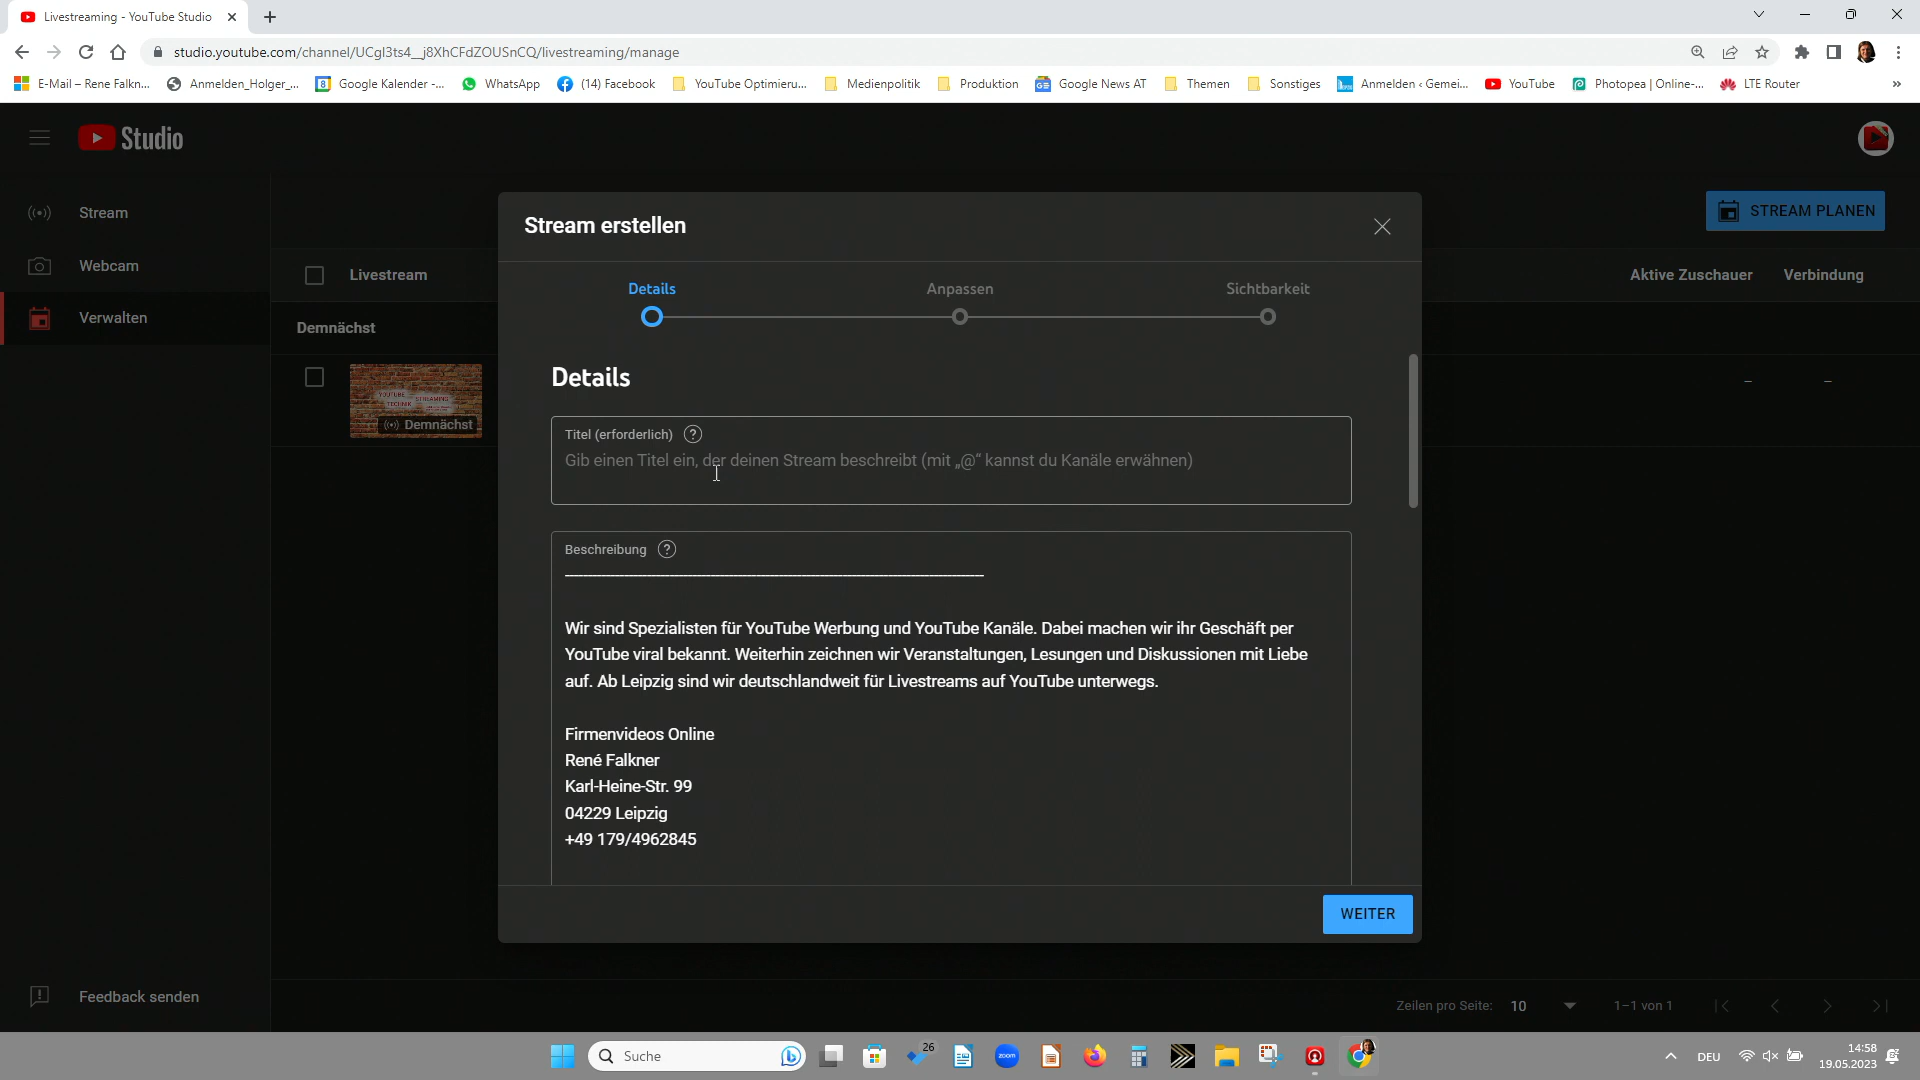 Livestreaming - YouTube Studio
studio.youtube.com/channel/UCgl3ts4__j8XhCFdZOUSnCQ/livestreaming/manage
E-Mail – Rene Falkn... Anmelden_Holger_... Google Kalender -... WhatsApp (14) Facebook YouTube Optimieru... Medienpolitik Produktion Google News AT Themen Sonstiges Anmelden ‹ Gemei... YouTube Photopea | Online-... LTE Router »
Studio
Stream
Webcam
Verwalten
Feedback senden
STREAM PLANEN
Livestream
Aktive Zuschauer
Verbindung
Demnächst
YOUTUBE STREAMING
TECHNIK
Demnächst
–
–
Stream erstellen
Details
Anpassen
Sichtbarkeit
Details
Titel (erforderlich) ?
Gib einen Titel ein, der deinen Stream beschreibt (mit „@“ kannst du Kanäle erwähnen)
Beschreibung ?
Wir sind Spezialisten für YouTube Werbung und YouTube Kanäle. Dabei machen wir ihr Geschäft per
YouTube viral bekannt. Weiterhin zeichnen wir Veranstaltungen, Lesungen und Diskussionen mit Liebe
auf. Ab Leipzig sind wir deutschlandweit für Livestreams auf YouTube unterwegs.
Firmenvideos Online
René Falkner
Karl-Heine-Str. 99
04229 Leipzig
+49 179/4962845
WEITER
Zeilen pro Seite: 10
1–1 von 1
Suche
26
zoom
DEU
14:58
19.05.2023